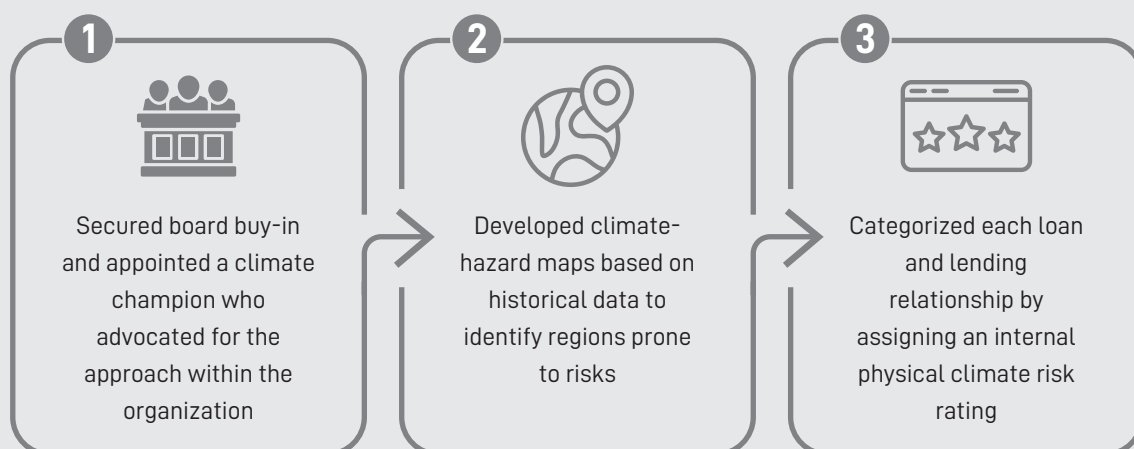 1
Secured board buy-in
and appointed a climate
champion who
advocated for the
approach within the
organization
2
Developed climate-
hazard maps based on
historical data to
identify regions prone
to risks
3
Categorized each loan
and lending
relationship by
assigning an internal
physical climate risk
rating